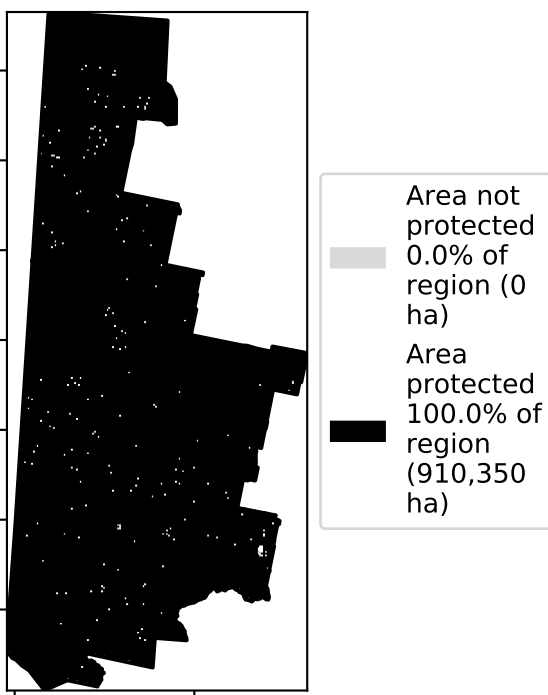 Area not
protected
0.0% of
region (0
ha)
Area
protected
100.0% of
region
(910,350
ha)